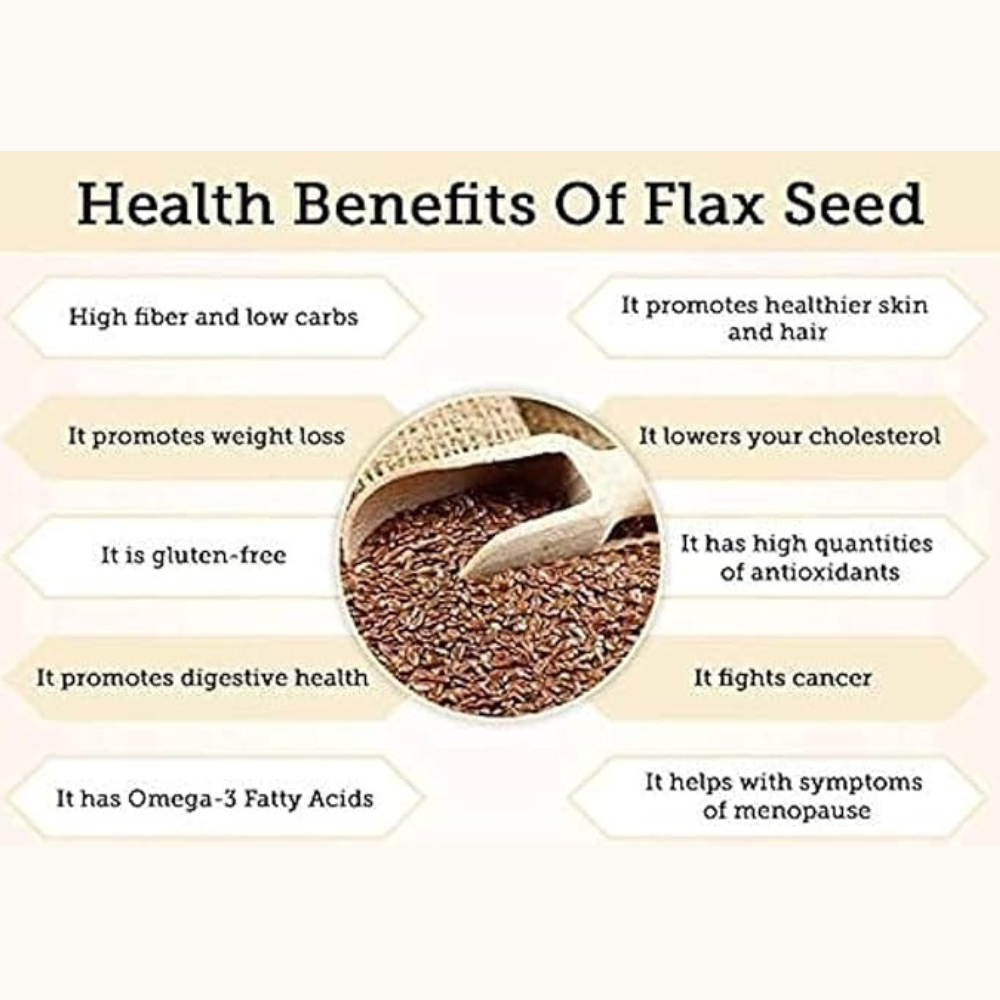 Health Benefits Of Flax Seed
High fiber and low carbs
It promotes weight loss
It is gluten-free
It promotes digestive health
It has Omega-3 Fatty Acids
It promotes healthier skin
and hair
It lowers your cholesterol
It has high quantities
of antioxidants
It fights cancer
It helps with symptoms
of menopause